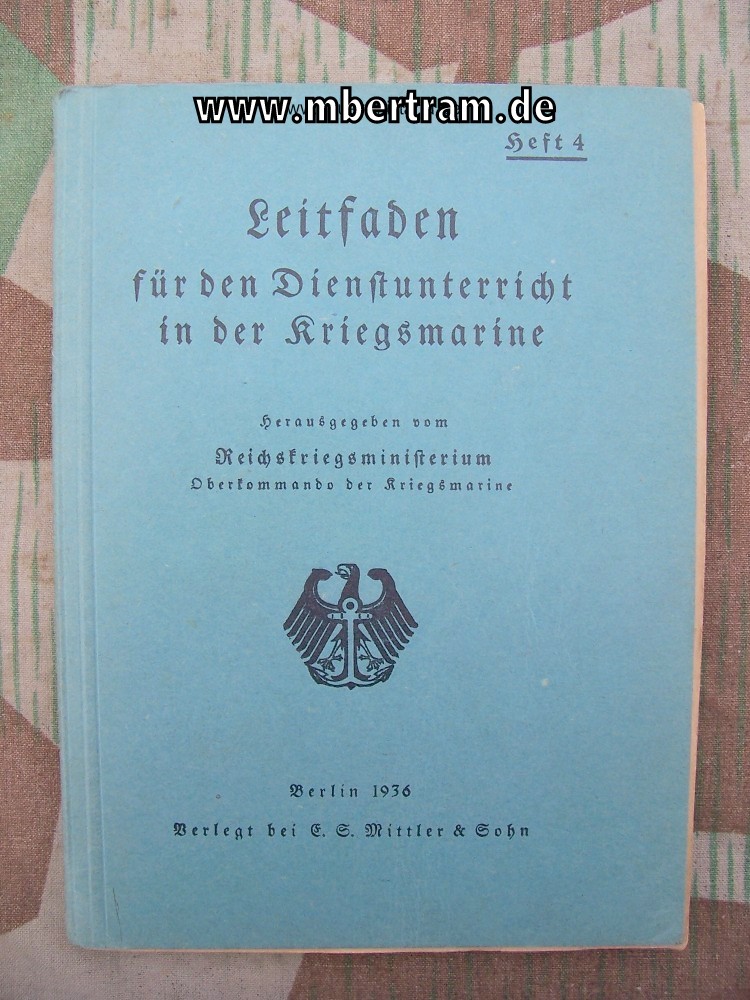 www.mbertram.de
Heft 4
Leitfaden
für den Dienstunterricht
in der Kriegsmarine
Herausgegeben vom
Reichskriegsministerium
Oberkommando der Kriegsmarine
Berlin 1936
Verlegt bei E. S. Mittler & Sohn